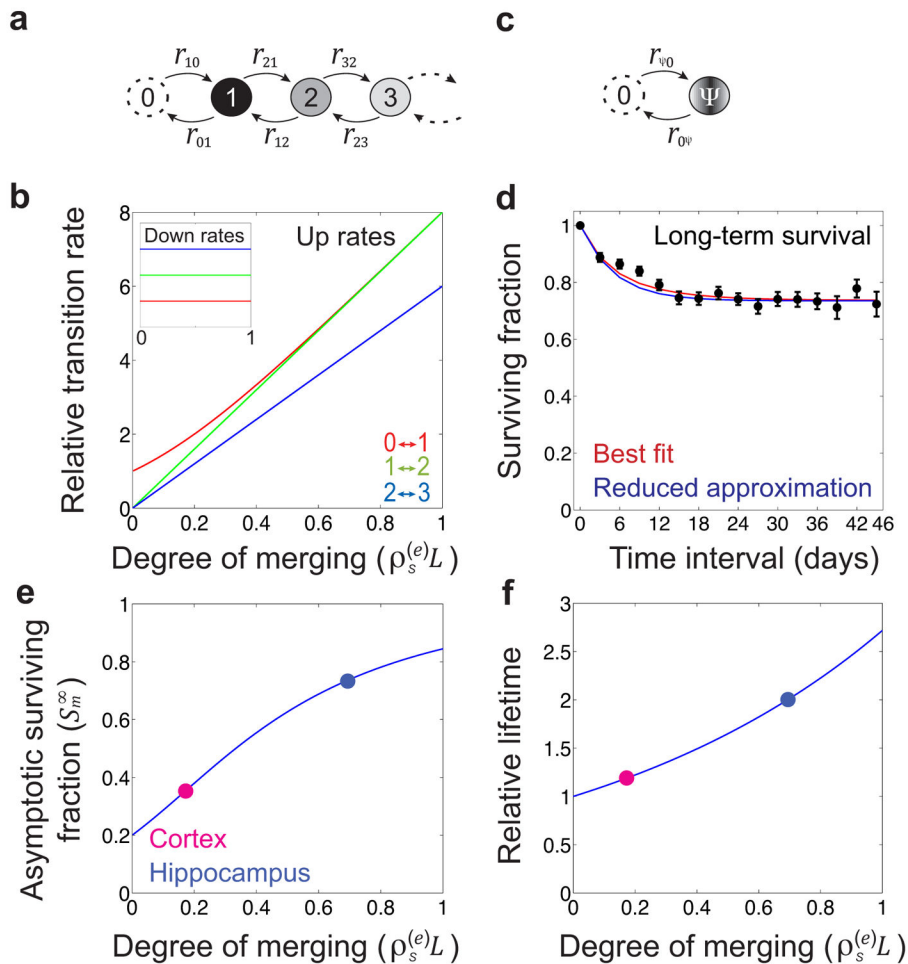 a
0
1
2
3
r10
r21
r32
r01
r12
r23
c
0
Ψ
rψ0
r0ψ
b
Relative transition rate
8
6
4
2
0
Down rates
0
1
Up rates
0↔1
1↔2
2↔3
0
0.2
0.4
0.6
0.8
1
Degree of merging (ρs(e)L)
d
Surviving fraction
1
0.8
0.6
0.4
0.2
0
Long-term survival
Best fit
Reduced approximation
0
6
12
18
24
30
36
42
46
Time interval (days)
e
Asymptotic surviving
fraction (Sm∞)
1
0.8
0.6
0.4
0.2
0
Cortex
Hippocampus
0
0.2
0.4
0.6
0.8
1
Degree of merging (ρs(e)L)
f
Relative lifetime
3
2.5
2
1.5
1
0.5
0
0
0.2
0.4
0.6
0.8
1
Degree of merging (ρs(e)L)